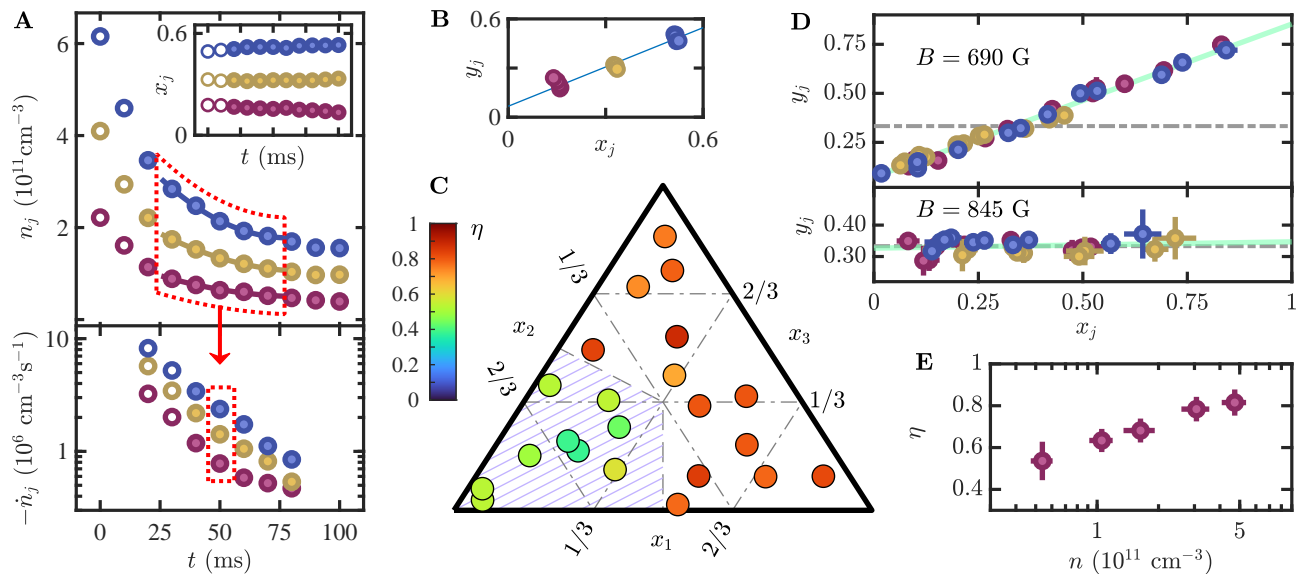 A
n_j (10^11 cm^−3)
6
4
2
0.6
0
x_j
t (ms)
−ṅ_j (10^6 cm^−3 s^−1)
10
1
0
50
100
t (ms)
B
0.6
0
0
0.6
y_j
x_j
C
1
0.8
0.6
0.4
0.2
0
η
1/3
x_2
2/3
2/3
x_3
1/3
1/3
x_1
2/3
D
B = 690 G
y_j
0.75
0.50
0.25
B = 845 G
y_j
0.40
0.30
0
0.25
0.5
0.75
1
x_j
E
1
0.8
0.6
0.4
η
1
5
n (10^11 cm^−3)